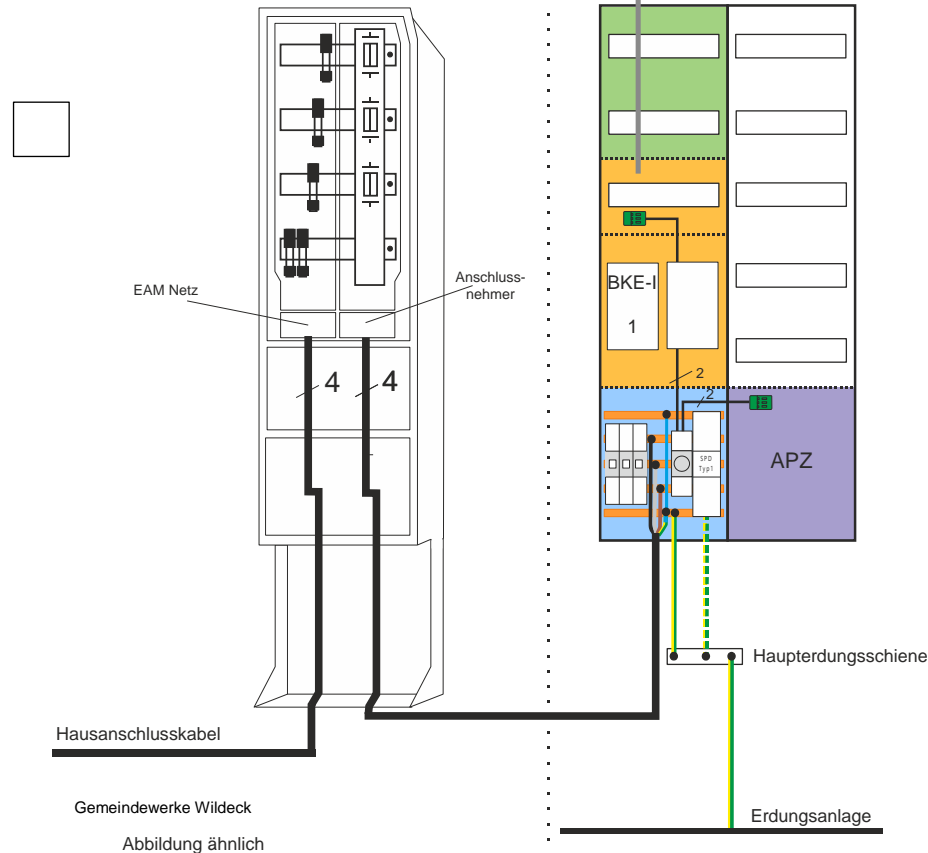 EAM Netz
Anschluss-
nehmer
4
4
Hausanschlusskabel
Gemeindewerke Wildeck
Abbildung ähnlich
BKE-I
1
2
2
SPD
Typ1
APZ
Haupterdungsschiene
Erdungsanlage